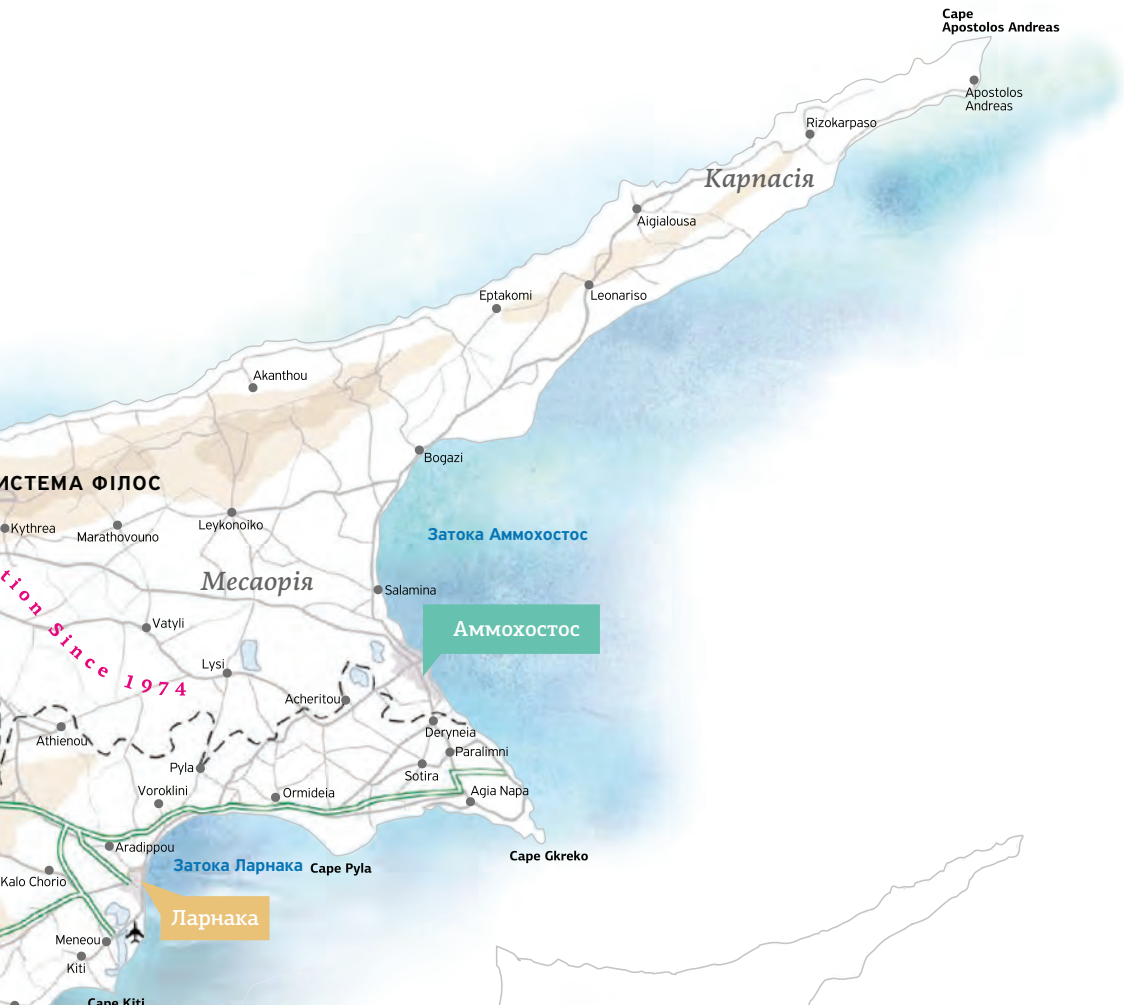 Cape
Apostolos Andreas
Apostolos
Andreas
Rizokarpaso
Карпасія
Aigialousa
Eptakomi
Leonariso
Akanthou
Bogazi
ИСТЕМА ФІЛОС
Leykonoiko
Kythrea
Marathovouno
Затока Аммохостос
tion Since 1974
Месаорія
Salamina
Vatyli
Аммохостос
Lysi
Acheritou
Deryneia
Athienou
Paralimni
Pyla
Sotira
Voroklini
Ormideia
Agia Napa
Aradippou
Cape Gkreko
Затока Ларнака
Cape Pyla
Kalo Chorio
Ларнака
Meneou
Kiti
Cape Kiti